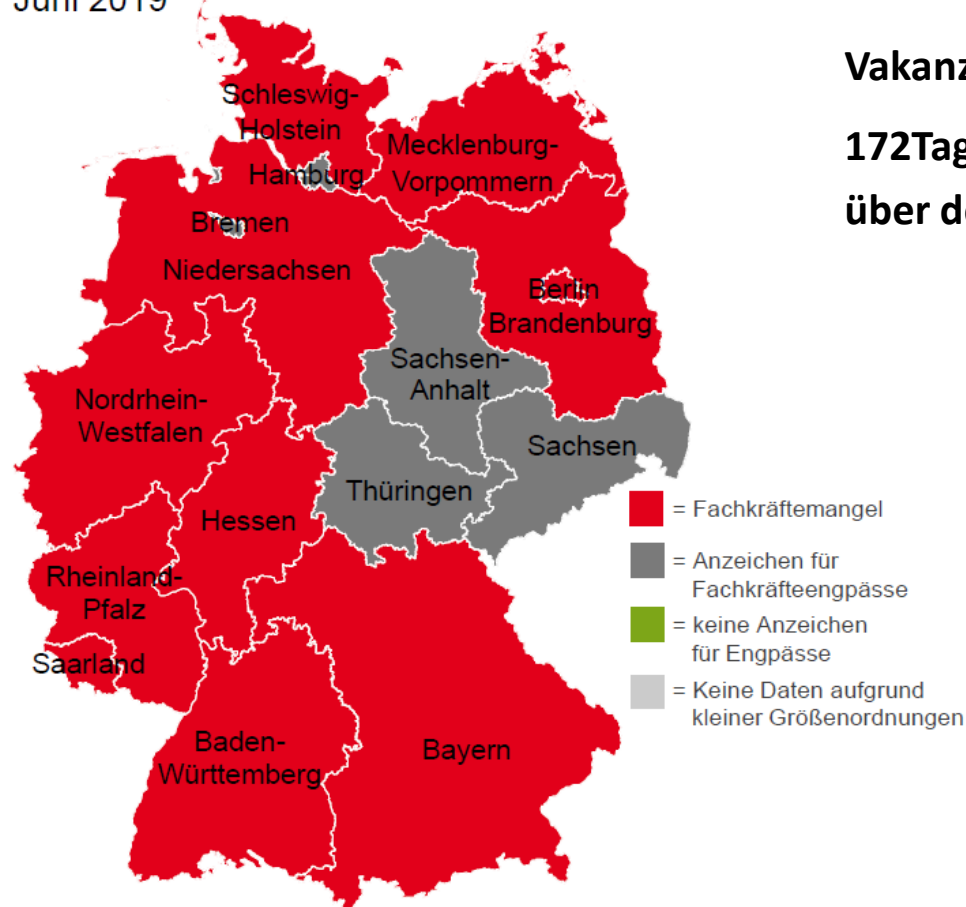 Juni 2019
Vakanz
172Tag
über de
Schleswig-
Holstein
Mecklenburg-
Vorpommern
Hamburg
Bremen
Niedersachsen
Berlin
Brandenburg
Sachsen-
Anhalt
Nordrhein-
Westfalen
Sachsen
Thüringen
Hessen
Rheinland-
Pfalz
Saarland
Baden-
Württemberg
Bayern
= Fachkräftemangel
= Anzeichen für
Fachkräfteengpässe
= keine Anzeichen
für Engpässe
= Keine Daten aufgrund
kleiner Größenordnungen